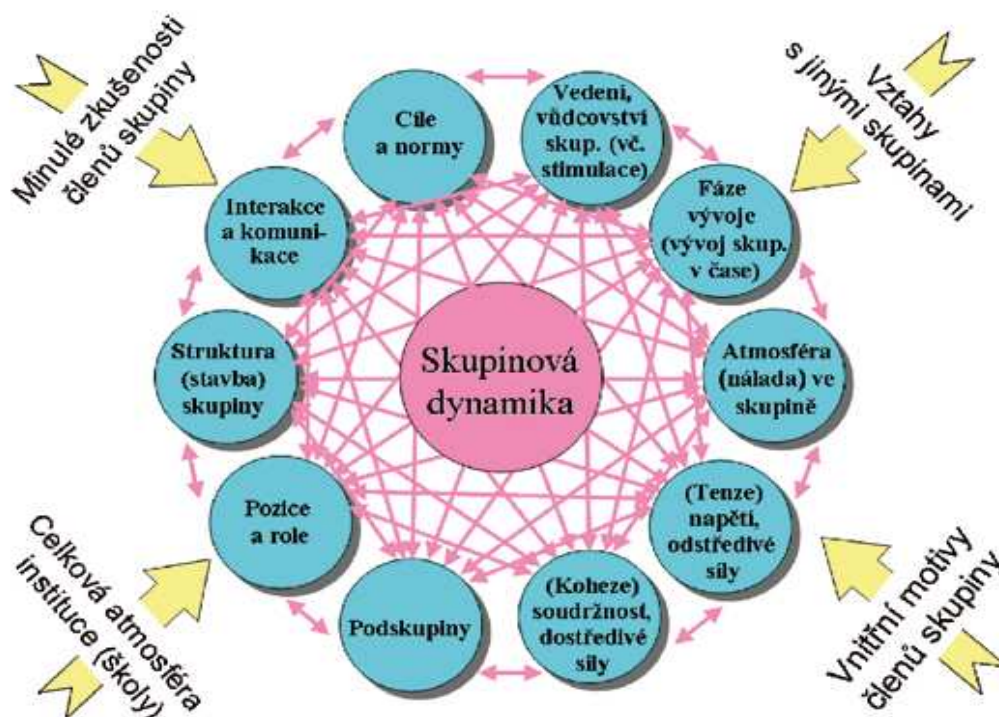 Minulé zkušenosti
členů skupiny
Vztahy
s jinými skupinami
Cíle
a normy
Vedení,
vůdcovství
skup. (vč.
stimulace)
Interakce
a komuni-
kace
Fáze
vývoje
(vývoj skup.
v čase)
Struktura
(stavba)
skupiny
Skupinová
dynamika
Atmosféra
(nálada) ve
skupině
Pozice
a role
(Tenze)
napětí,
odstředivé
síly
Podskupiny
(Koheze)
soudržnost,
dostředivé
síly
Celková atmosféra
instituce (školy)
Vnitřní motivy
členů skupiny